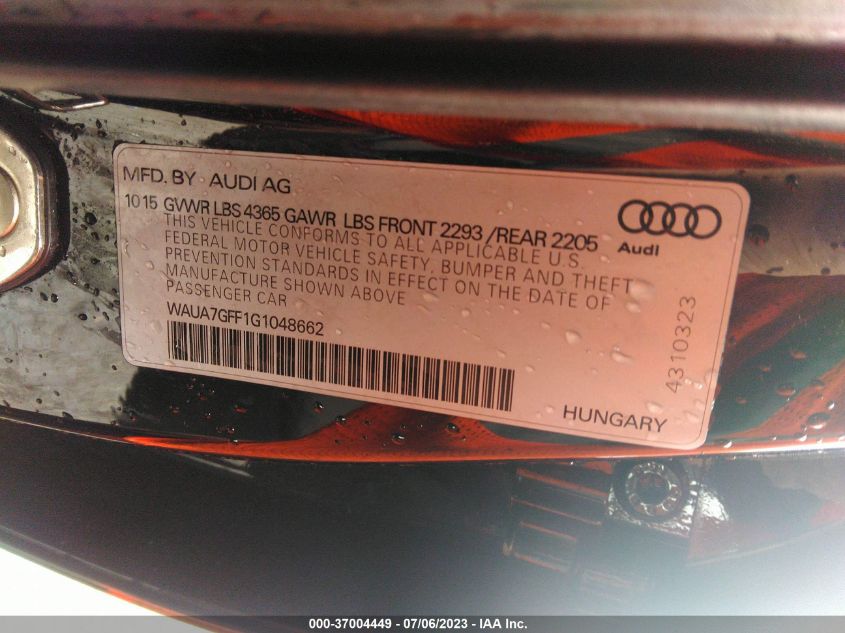 MFD. BY AUDI AG
10 15 GVWR LBS 4365 GAWR LBS FRONT 2293 /REAR 2205
THIS VEHICLE CONFORMS TO ALL APPLICABLE U.S.
FEDERAL MOTOR VEHICLE SAFETY, BUMPER AND THEFT
PREVENTION STANDARDS IN EFFECT ON THE DATE OF
MANUFACTURE SHOWN ABOVE
PASSENGER CAR
WAUA7GFF1G1048662
Audi
4310323
HUNGARY
000-37004449 - 07/06/2023 - IAA Inc.